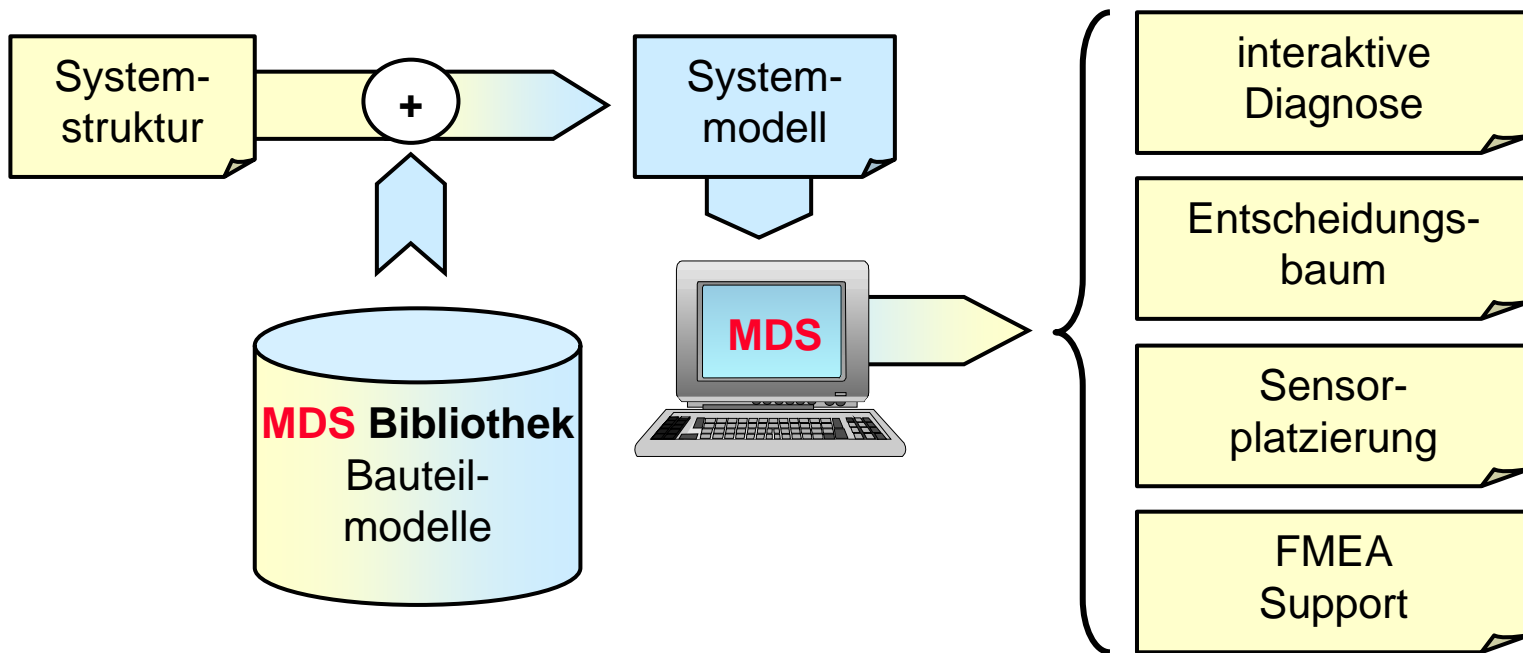 System-
struktur
+
System-
modell
MDS Bibliothek
Bauteil-
modelle
MDS
interaktive
Diagnose
Entscheidungs-
baum
Sensor-
platzierung
FMEA
Support